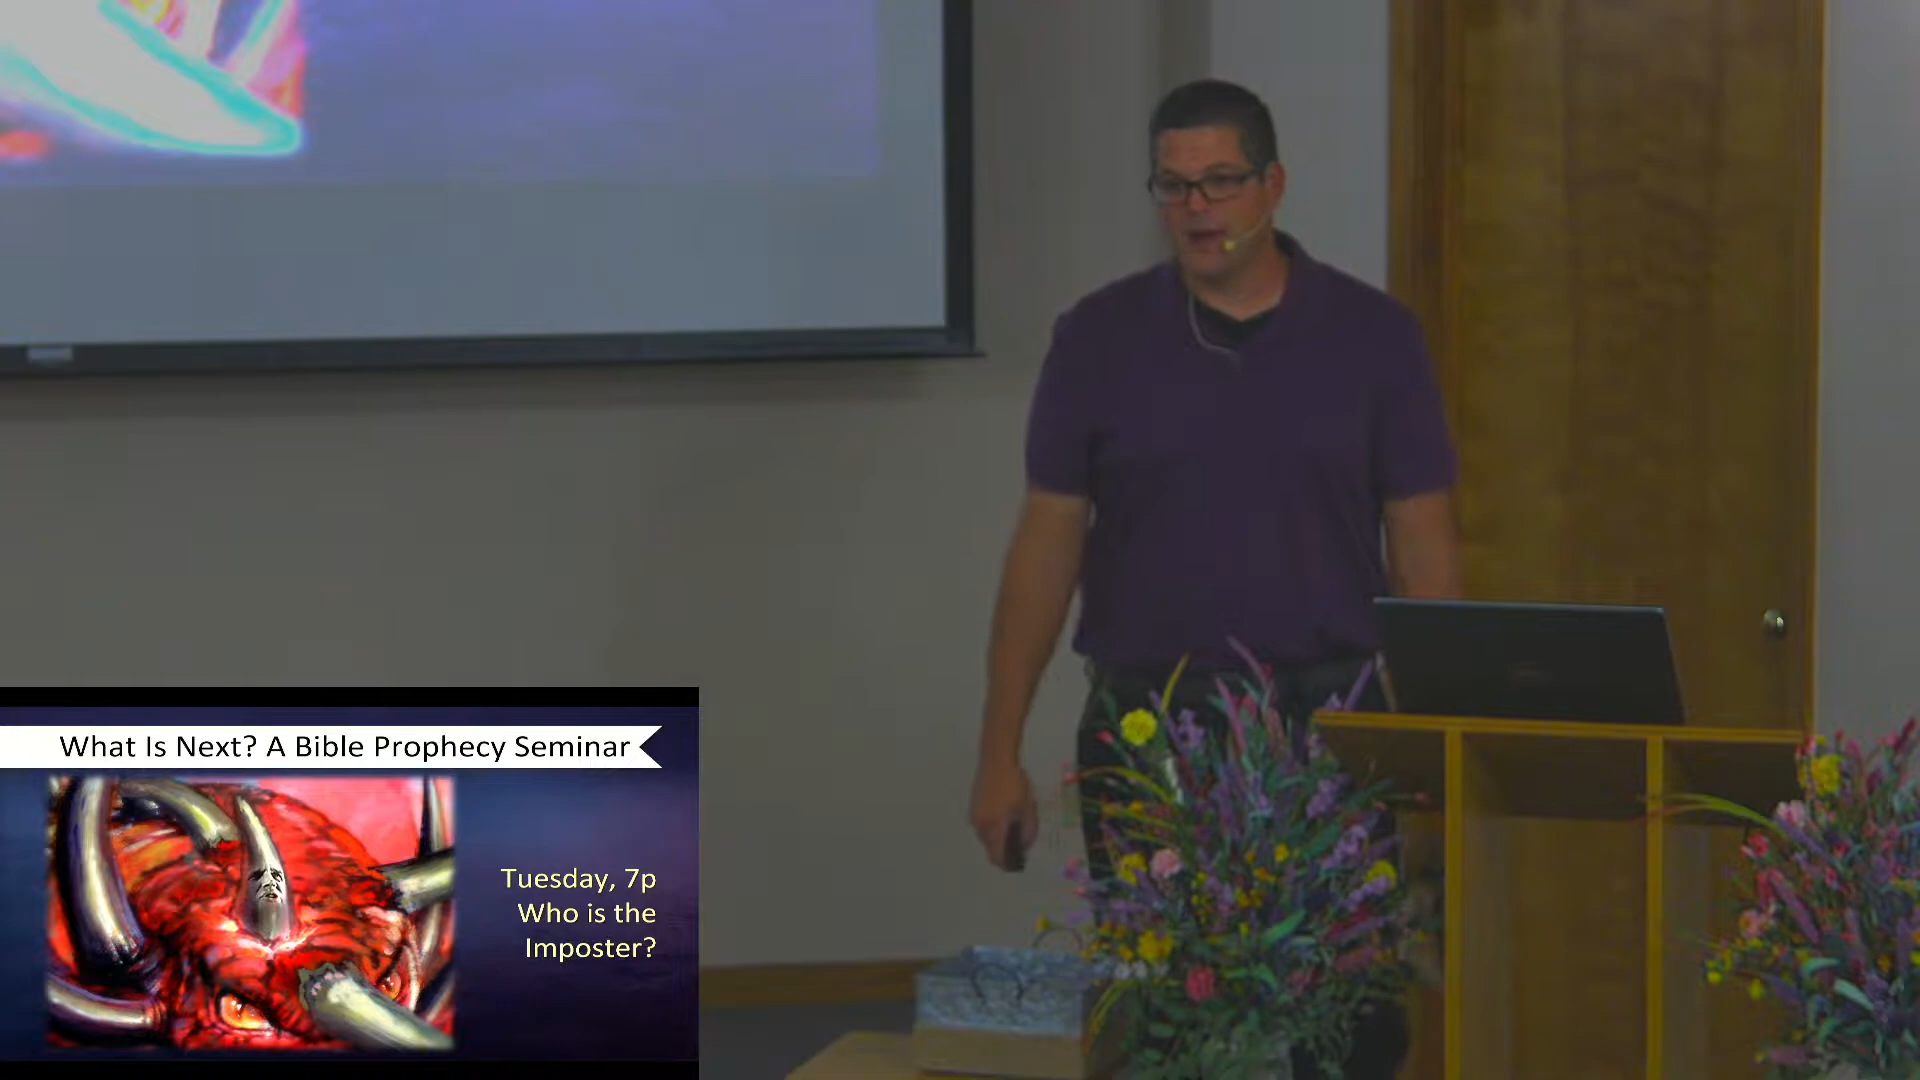 What Is Next? A Bible Prophecy Seminar
Tuesday, 7p
Who is the
Imposter?